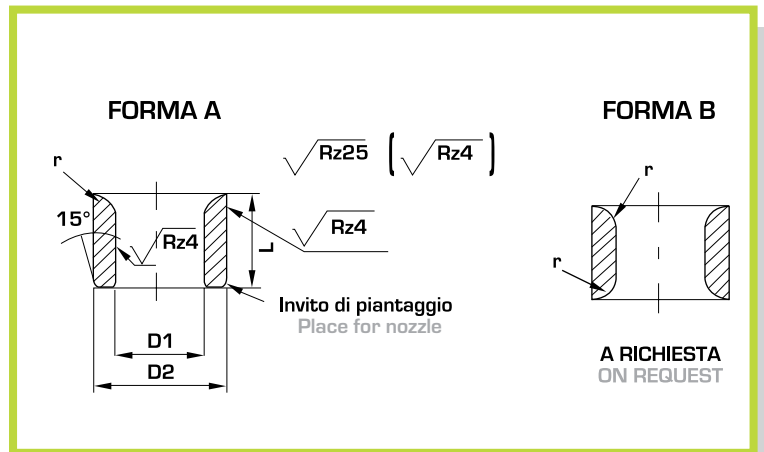 FORMA A
r
15°
Rz4
L
D1
D2
Rz25 ( Rz4 )
Rz4
Invito di piantaggio
Place for nozzle
FORMA B
r
r
A RICHIESTA
ON REQUEST